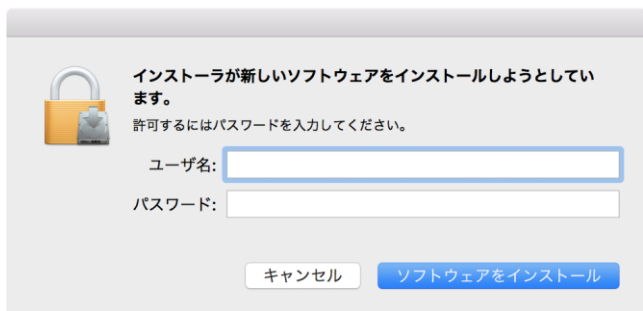 インストーラが新しいソフトウェアをインストールしようとしてい
ます。
許可するにはパスワードを入力してください。
ユーザ名:
パスワード:
キャンセル
ソフトウェアをインストール